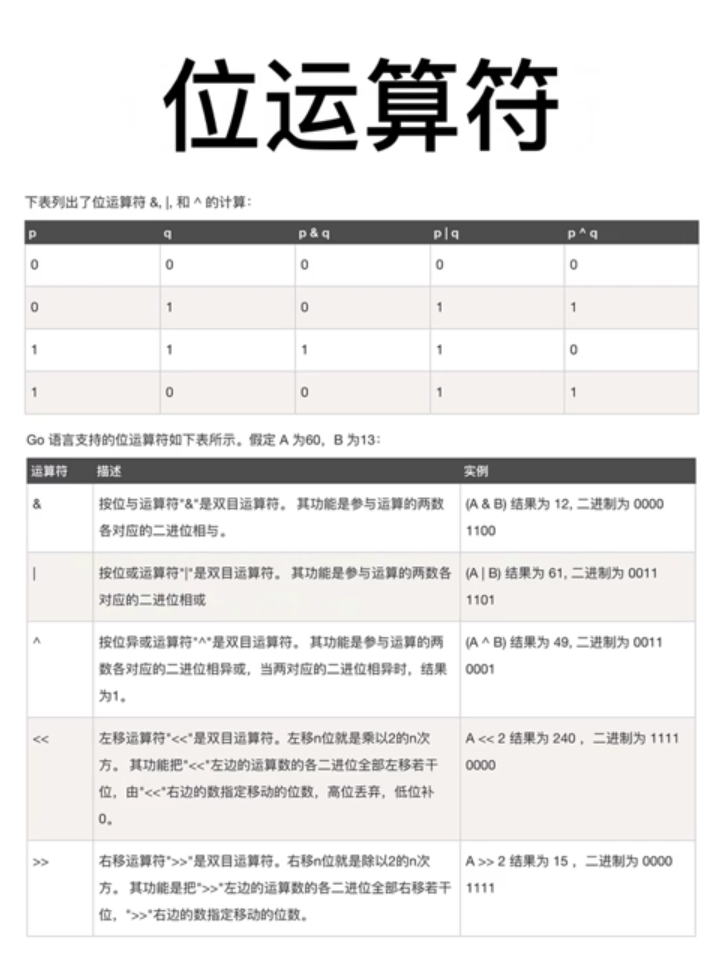 位运算符
下表列出了位运算符 &, |, 和 ^ 的计算：
p q p & q p | q p ^ q
0 0 0 0 0
0 1 0 1 1
1 1 1 1 0
1 0 0 1 1
Go 语言支持的位运算符如下表所示。假定 A 为60，B 为13：
运算符 描述 实例
& 按位与运算符"&"是双目运算符。 其功能是参与运算的两数 (A & B) 结果为 12, 二进制为 0000
各对应的二进位相与。 1100
| 按位或运算符"|"是双目运算符。 其功能是参与运算的两数各 (A | B) 结果为 61, 二进制为 0011
对应的二进位相或 1101
^ 按位异或运算符"^"是双目运算符。 其功能是参与运算的两 (A ^ B) 结果为 49, 二进制为 0011
数各对应的二进位相异或，当两对应的二进位相异时，结果 0001
为1。
<< 左移运算符"<<"是双目运算符。左移n位就是乘以2的n次 A << 2 结果为 240 ，二进制为 1111
方。 其功能把"<<"左边的运算数的各二进位全部左移若干 0000
位，由"<<"右边的数指定移动的位数，高位丢弃，低位补
0。
>> 右移运算符">>"是双目运算符。右移n位就是除以2的n次 A >> 2 结果为 15 ，二进制为 0000
方。 其功能是把">>"左边的运算数的各二进位全部右移若干 1111
位，">>"右边的数指定移动的位数。